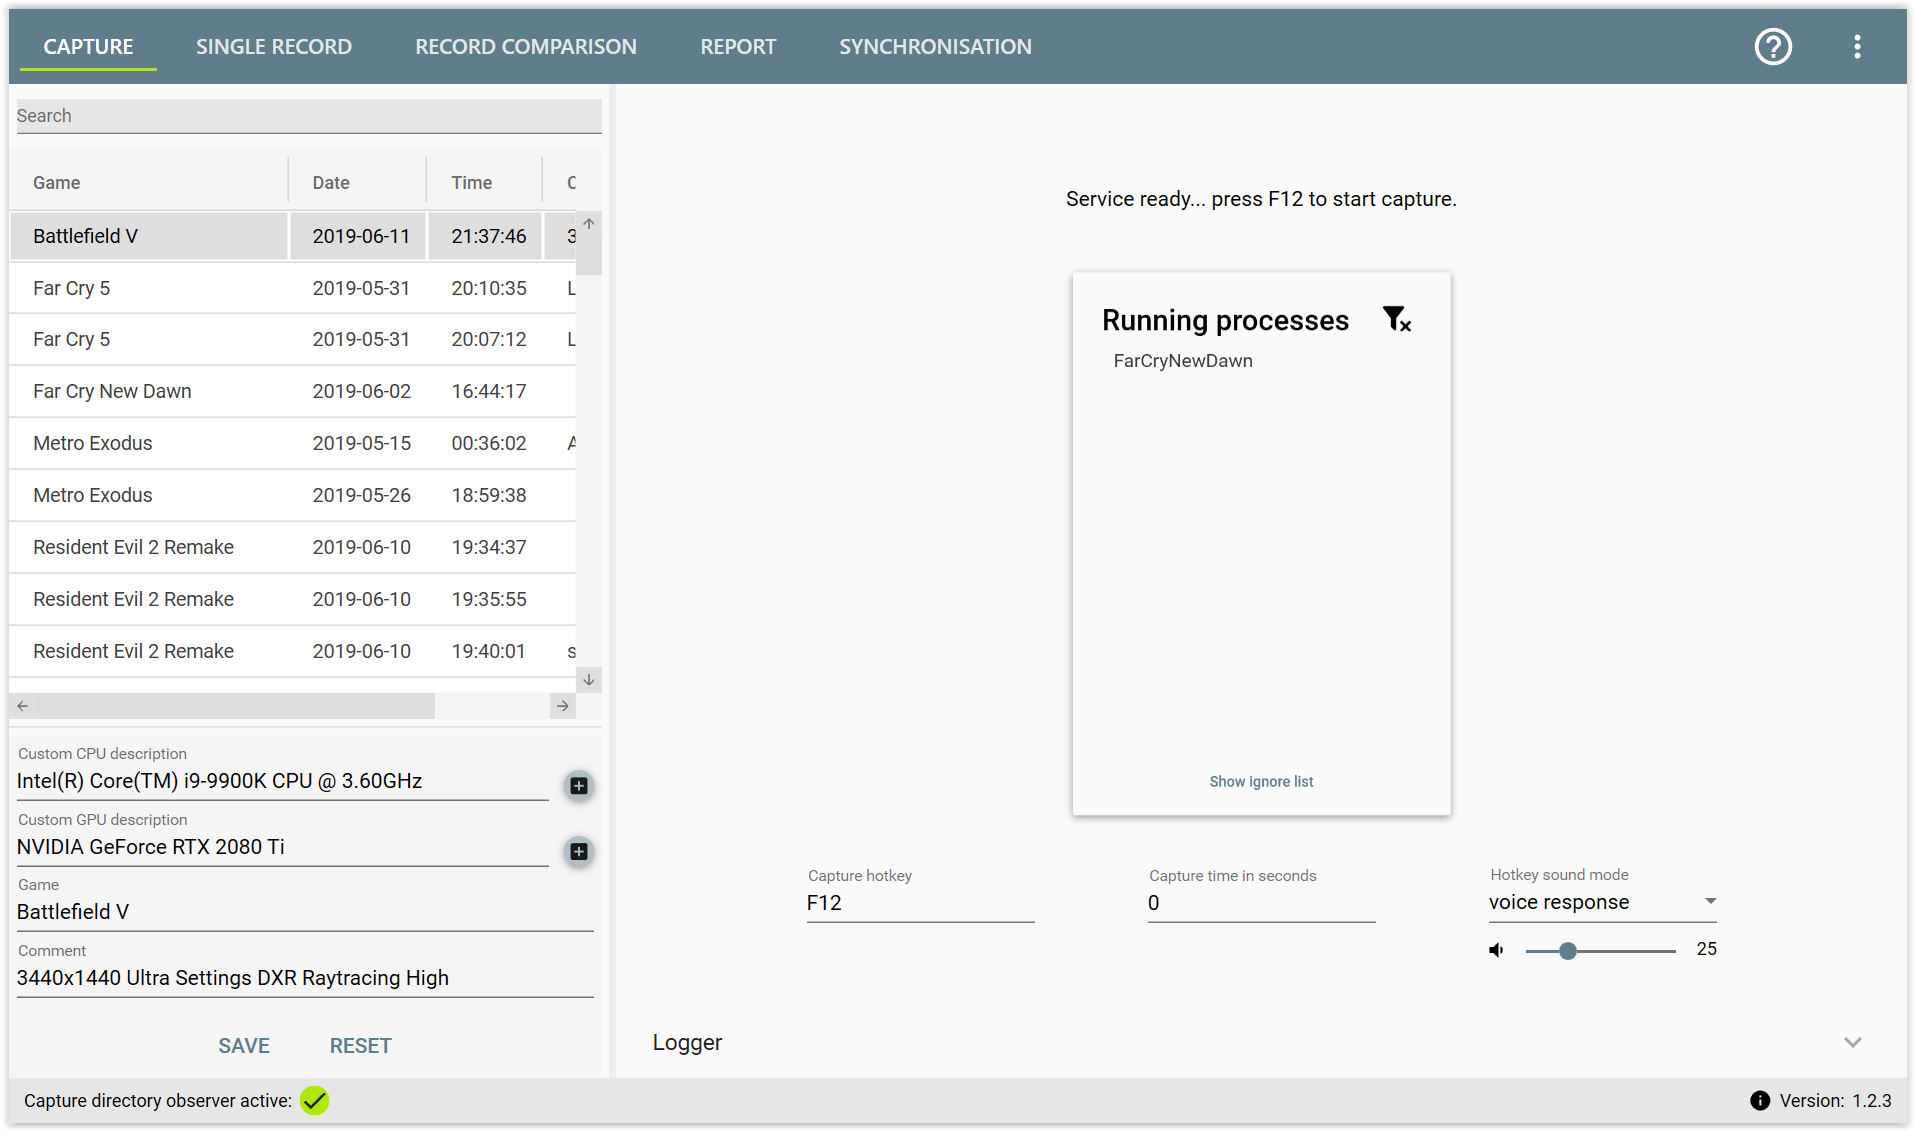 CAPTURE SINGLE RECORD RECORD COMPARISON REPORT SYNCHRONISATION
Search
Game Date Time
Battlefield V 2019-06-11 21:37:46 3
Far Cry 5 2019-05-31 20:10:35 L
Far Cry 5 2019-05-31 20:07:12 L
Far Cry New Dawn 2019-06-02 16:44:17
Metro Exodus 2019-05-15 00:36:02 A
Metro Exodus 2019-05-26 18:59:38
Resident Evil 2 Remake 2019-06-10 19:34:37
Resident Evil 2 Remake 2019-06-10 19:35:55
Resident Evil 2 Remake 2019-06-10 19:40:01 s
Custom CPU description
Intel(R) Core(TM) i9-9900K CPU @ 3.60GHz
Custom GPU description
NVIDIA GeForce RTX 2080 Ti
Game
Battlefield V
Comment
3440x1440 Ultra Settings DXR Raytracing High
SAVE RESET
Service ready... press F12 to start capture.
Running processes
FarCryNewDawn
Show ignore list
Capture hotkey
F12
Capture time in seconds
0
Hotkey sound mode
voice response
25
Logger
Capture directory observer active:
Version: 1.2.3